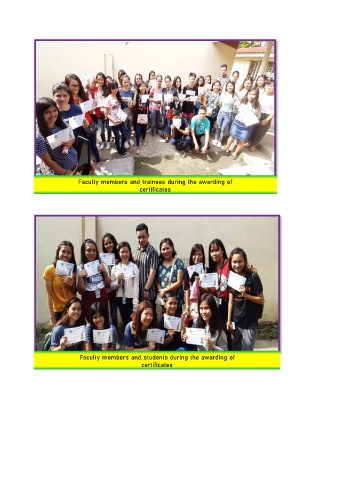 Faculty members and trainees during the awarding of
certificates
Faculty members and students during the awarding of
certificates